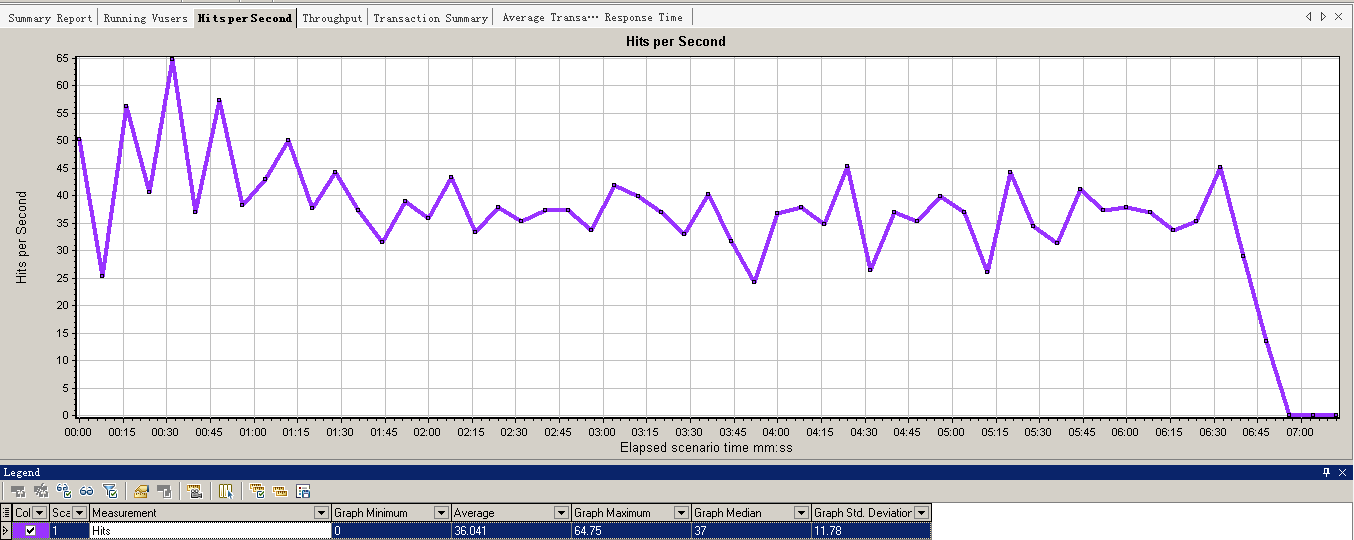 Summary Report Running Vusers Hits per Second Throughput Transaction Summary Average Transa··· Response Time
Hits per Second
65
60
55
50
45
40
35
30
25
20
15
10
5
0
Hits per Second
00:00 00:15 00:30 00:45 01:00 01:15 01:30 01:45 02:00 02:15 02:30 02:45 03:00 03:15 03:30 03:45 04:00 04:15 04:30 04:45 05:00 05:15 05:30 05:45 06:00 06:15 06:30 06:45 07:00
Elapsed scenario time mm:ss
Legend
Col Sca Measurement Graph Minimum Average Graph Maximum Graph Median Graph Std. Deviation
1 Hits 0 36.041 64.75 37 11.78